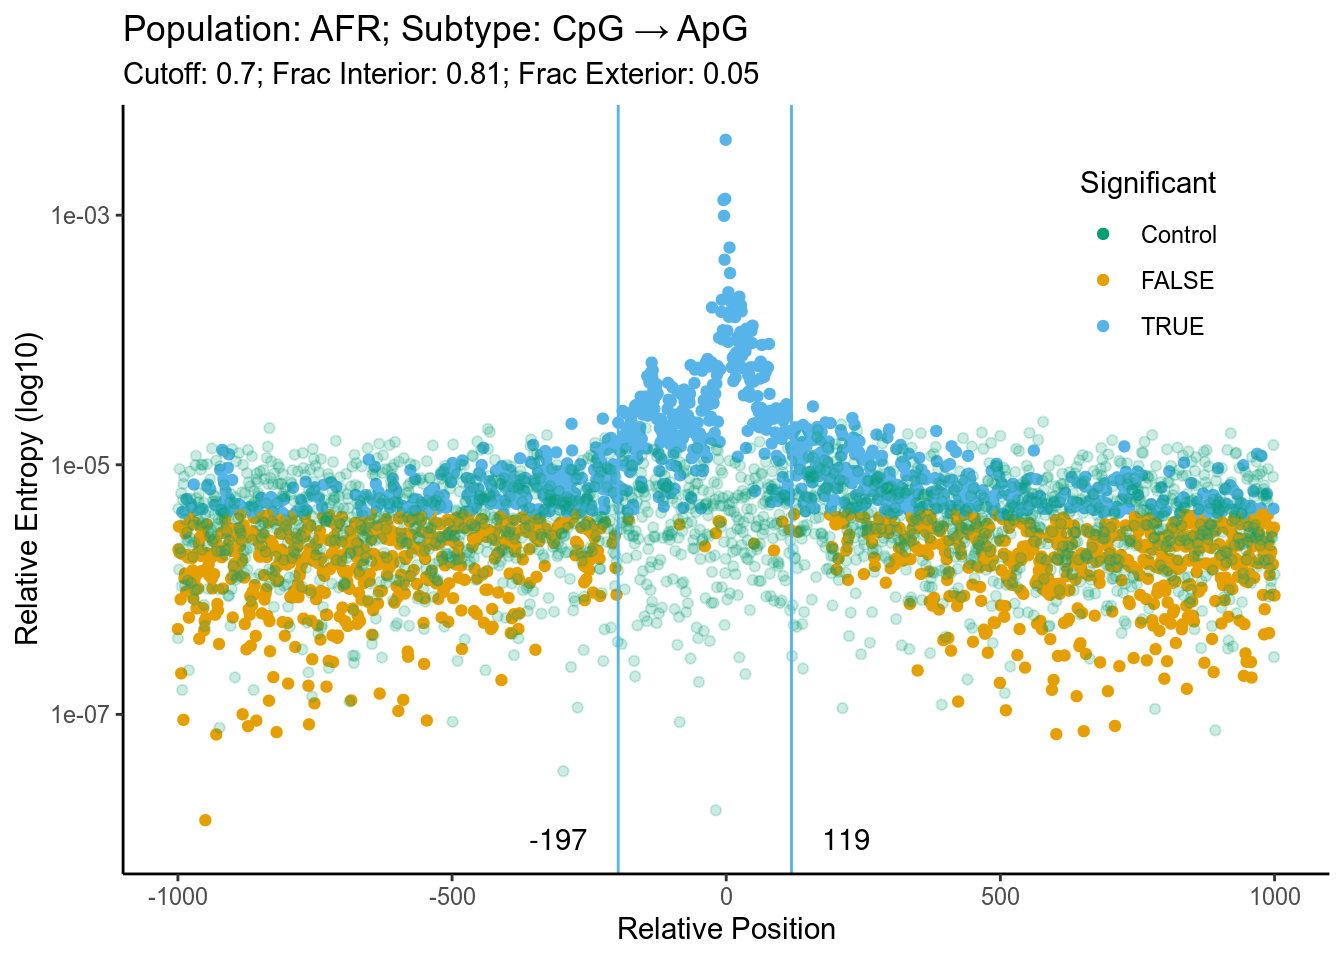 Population: AFR; Subtype: CpG → ApG
Cutoff: 0.7; Frac Interior: 0.81; Frac Exterior: 0.05
Relative Entropy (log10)
1e-03
1e-05
1e-07
Significant
Control
FALSE
TRUE
-197
119
-1000
-500
0
500
1000
Relative Position